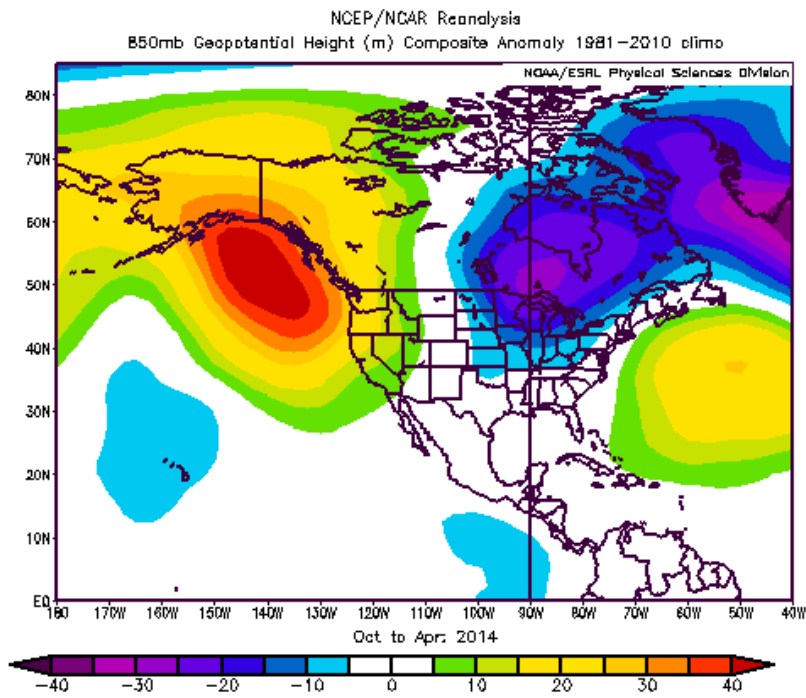 NCEP/NCAR Reanalysis
850mb Geopotential Height (m) Composite Anomaly 1981-2010 climo
NOAA/ESRL Physical Sciences Division
80N
70N
60N
50N
40N
30N
20N
10N
EQ
180 170W 160W 150W 140W 130W 120W 110W 100W 90W 80W 70W 60W 50W 40W
Oct to Apr: 2014
-40 -30 -20 -10 0 10 20 30 40